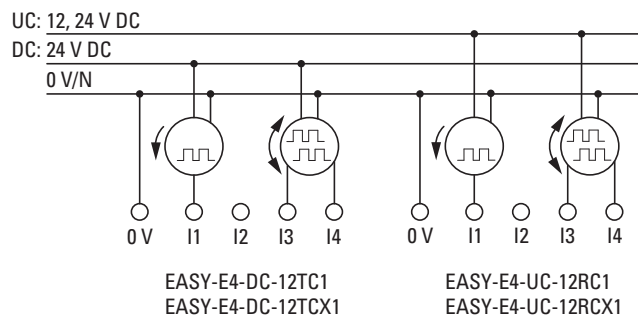 UC: 12, 24 V DC
DC: 24 V DC
0 V/N
0 V I1 I2 I3 I4 0 V I1 I2 I3 I4
EASY-E4-DC-12TC1 EASY-E4-UC-12RC1
EASY-E4-DC-12TCX1 EASY-E4-UC-12RCX1